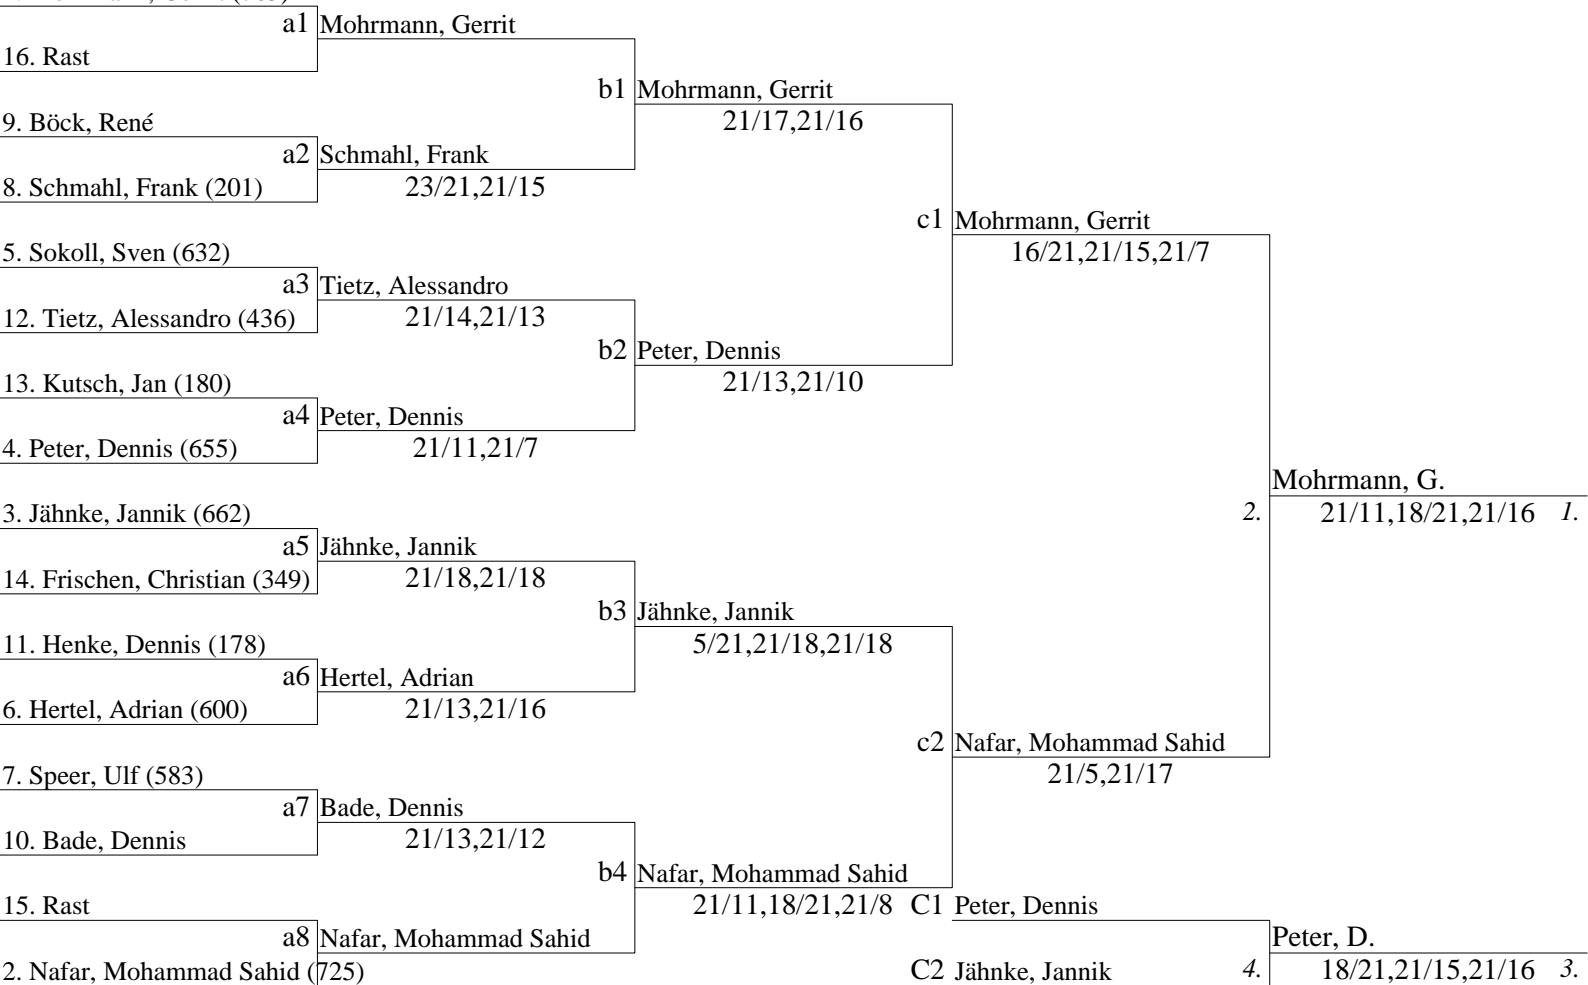 a1 Mohrmann, Gerrit
16. Rast
b1 Mohrmann, Gerrit
21/17,21/16
9. Böck, René
a2 Schmahl, Frank
8. Schmahl, Frank (201)
23/21,21/15
c1 Mohrmann, Gerrit
16/21,21/15,21/7
5. Sokoll, Sven (632)
a3 Tietz, Alessandro
12. Tietz, Alessandro (436)
21/14,21/13
b2 Peter, Dennis
21/13,21/10
13. Kutsch, Jan (180)
a4 Peter, Dennis
4. Peter, Dennis (655)
21/11,21/7
Mohrmann, G.
2. 21/11,18/21,21/16 1.
3. Jähnke, Jannik (662)
a5 Jähnke, Jannik
14. Frischen, Christian (349)
21/18,21/18
b3 Jähnke, Jannik
5/21,21/18,21/18
11. Henke, Dennis (178)
a6 Hertel, Adrian
6. Hertel, Adrian (600)
21/13,21/16
c2 Nafar, Mohammad Sahid
21/5,21/17
7. Speer, Ulf (583)
a7 Bade, Dennis
10. Bade, Dennis
21/13,21/12
b4 Nafar, Mohammad Sahid
21/11,18/21,21/8
15. Rast
C1 Peter, Dennis
a8 Nafar, Mohammad Sahid
Peter, D.
2. Nafar, Mohammad Sahid (725)
C2 Jähnke, Jannik
4. 18/21,21/15,21/16 3.